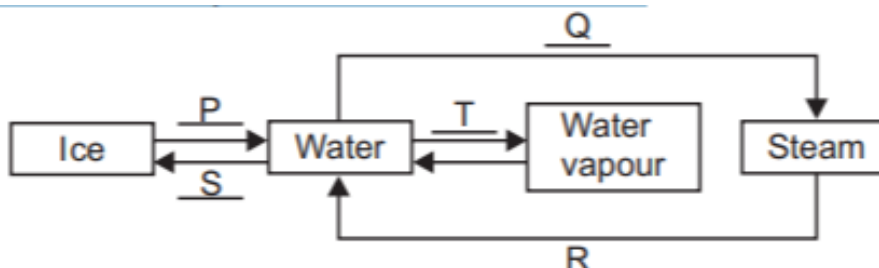 Q
P
T
Ice
Water
Water
vapour
Steam
S
R